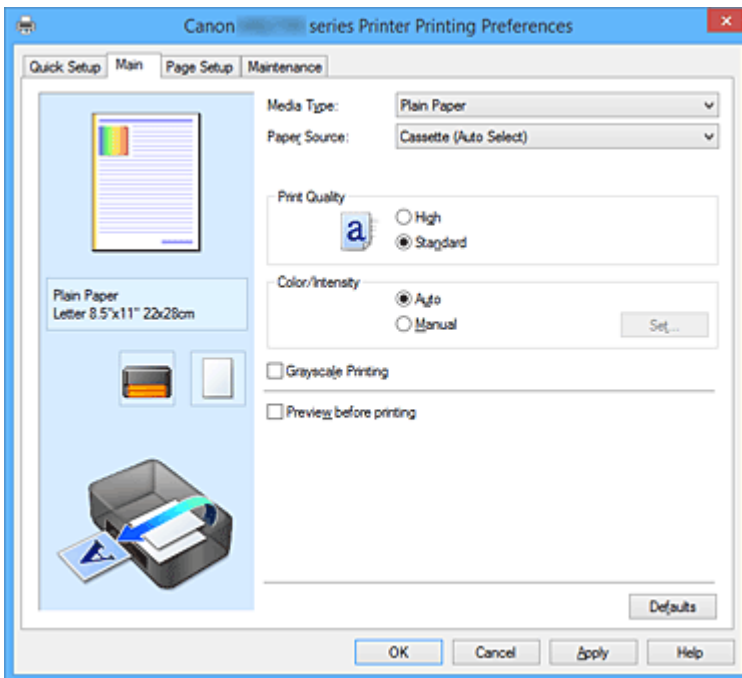 Canon series Printer Printing Preferences
Quick Setup Main Page Setup Maintenance
Media Type: Plain Paper
Paper Source: Cassette (Auto Select)
Print Quality
a
High
Standard
Plain Paper
Letter 8.5"x11" 22x28cm
Color/Intensity
Auto
Manual
Set...
Grayscale Printing
Preview before printing
A
Defaults
OK Cancel Apply Help